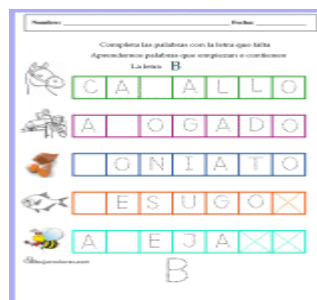 Nombre: Fecha:
Completa las palabras con la letra que falta
Aprendemos palabras que empiezan o contienen
La letra B
C A A L L O
A O G A D O
O N I A T O
E S U G O X
A E J A X X
B